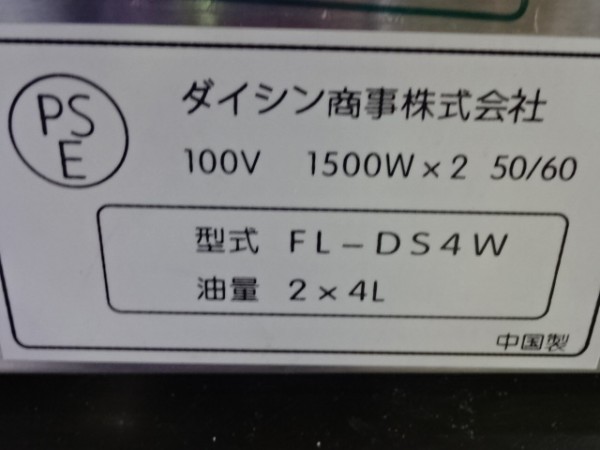 PS
E
ダイシン商事株式会社
100V 1500W×2 50/60
型式 FL-DS4W
油量 2×4L
中国製